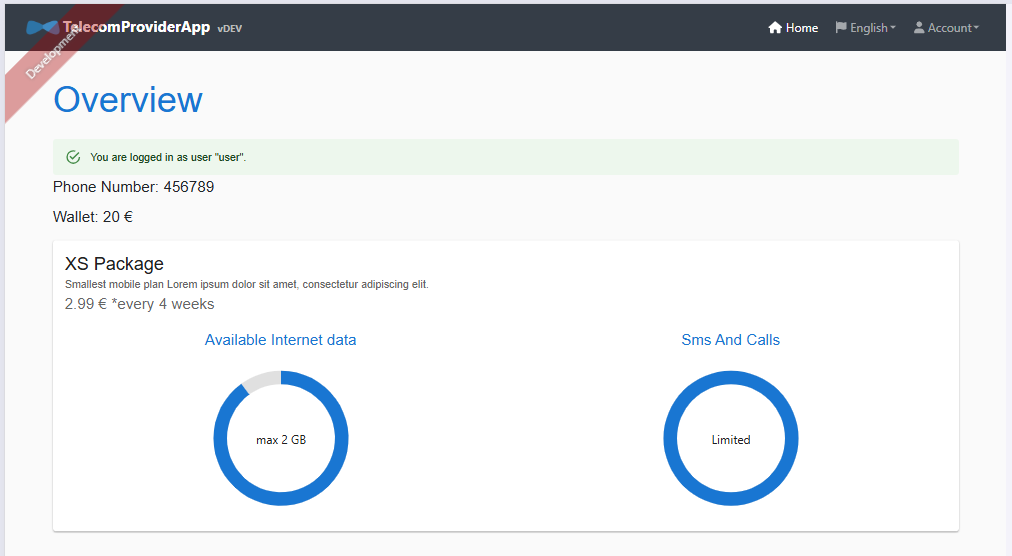 TelecomProviderApp vDEV
Home
English
Account
Development
Overview
You are logged in as user "user".
Phone Number: 456789
Wallet: 20 €
XS Package
Smallest mobile plan Lorem ipsum dolor sit amet, consectetur adipiscing elit.
2.99 € *every 4 weeks
Available Internet data
Sms And Calls
max 2 GB
Limited